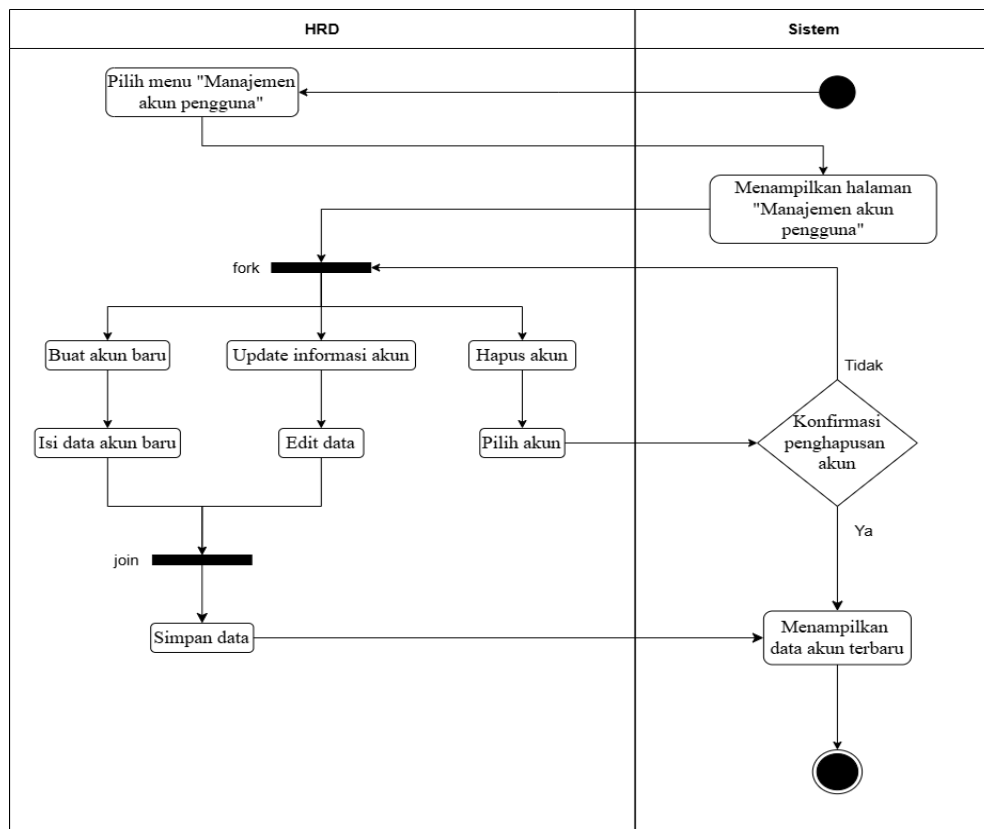 HRD
Sistem
Pilih menu "Manajemen
akun pengguna"
Menampilkan halaman
"Manajemen akun
pengguna"
fork
Buat akun baru
Update informasi akun
Hapus akun
Tidak
Isi data akun baru
Edit data
Pilih akun
Konfirmasi
penghapusan
akun
Ya
join
Simpan data
Menampilkan
data akun terbaru